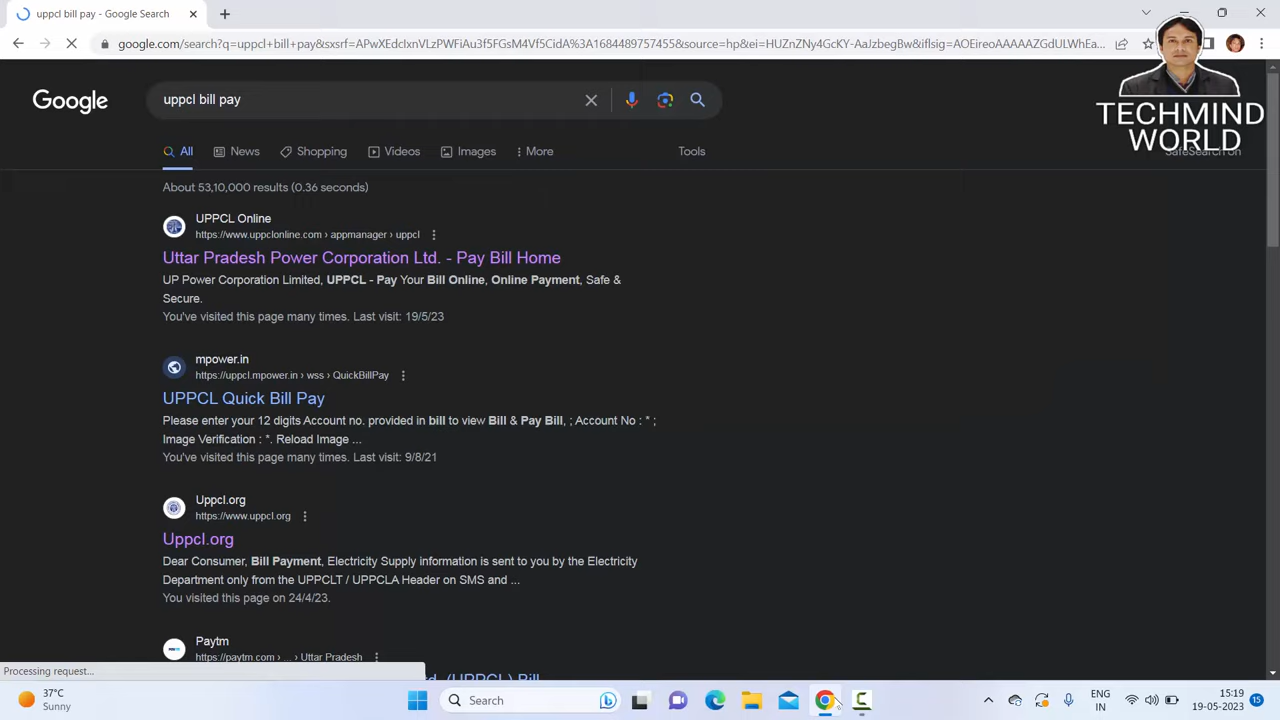 uppcl bill pay - Google Search
google.com/search?q=uppcl+bill+pay&sxsrf=
TECHMIND
WORLD
Google
uppcl bill pay
All
News
Shopping
Videos
Images
More
Tools
SafeSearch on
About 53,10,000 results (0.36 seconds)
UPPCL Online
https://www.uppclonline.com › appmanager › uppcl
Uttar Pradesh Power Corporation Ltd. - Pay Bill Home
UP Power Corporation Limited, UPPCL - Pay Your Bill Online, Online Payment, Safe &
Secure.
You've visited this page many times. Last visit: 19/5/23
mpower.in
https://uppcl.mpower.in › wss › QuickBillPay
UPPCL Quick Bill Pay
Please enter your 12 digits Account no. provided in bill to view Bill & Pay Bill, ; Account No : * ;
Image Verification : *. Reload Image ...
You've visited this page many times. Last visit: 9/8/21
Uppcl.org
https://www.uppcl.org
Uppcl.org
Dear Consumer, Bill Payment, Electricity Supply information is sent to you by the Electricity
Department only from the UPPCLT / UPPCLA Header on SMS and ...
You visited this page on 24/4/23.
Paytm
https://paytm.com › ... › Uttar Pradesh
(UPPCL) Bill
Processing request...
37°C
Sunny
Search
ENG
IN
15:19
19-05-2023
15